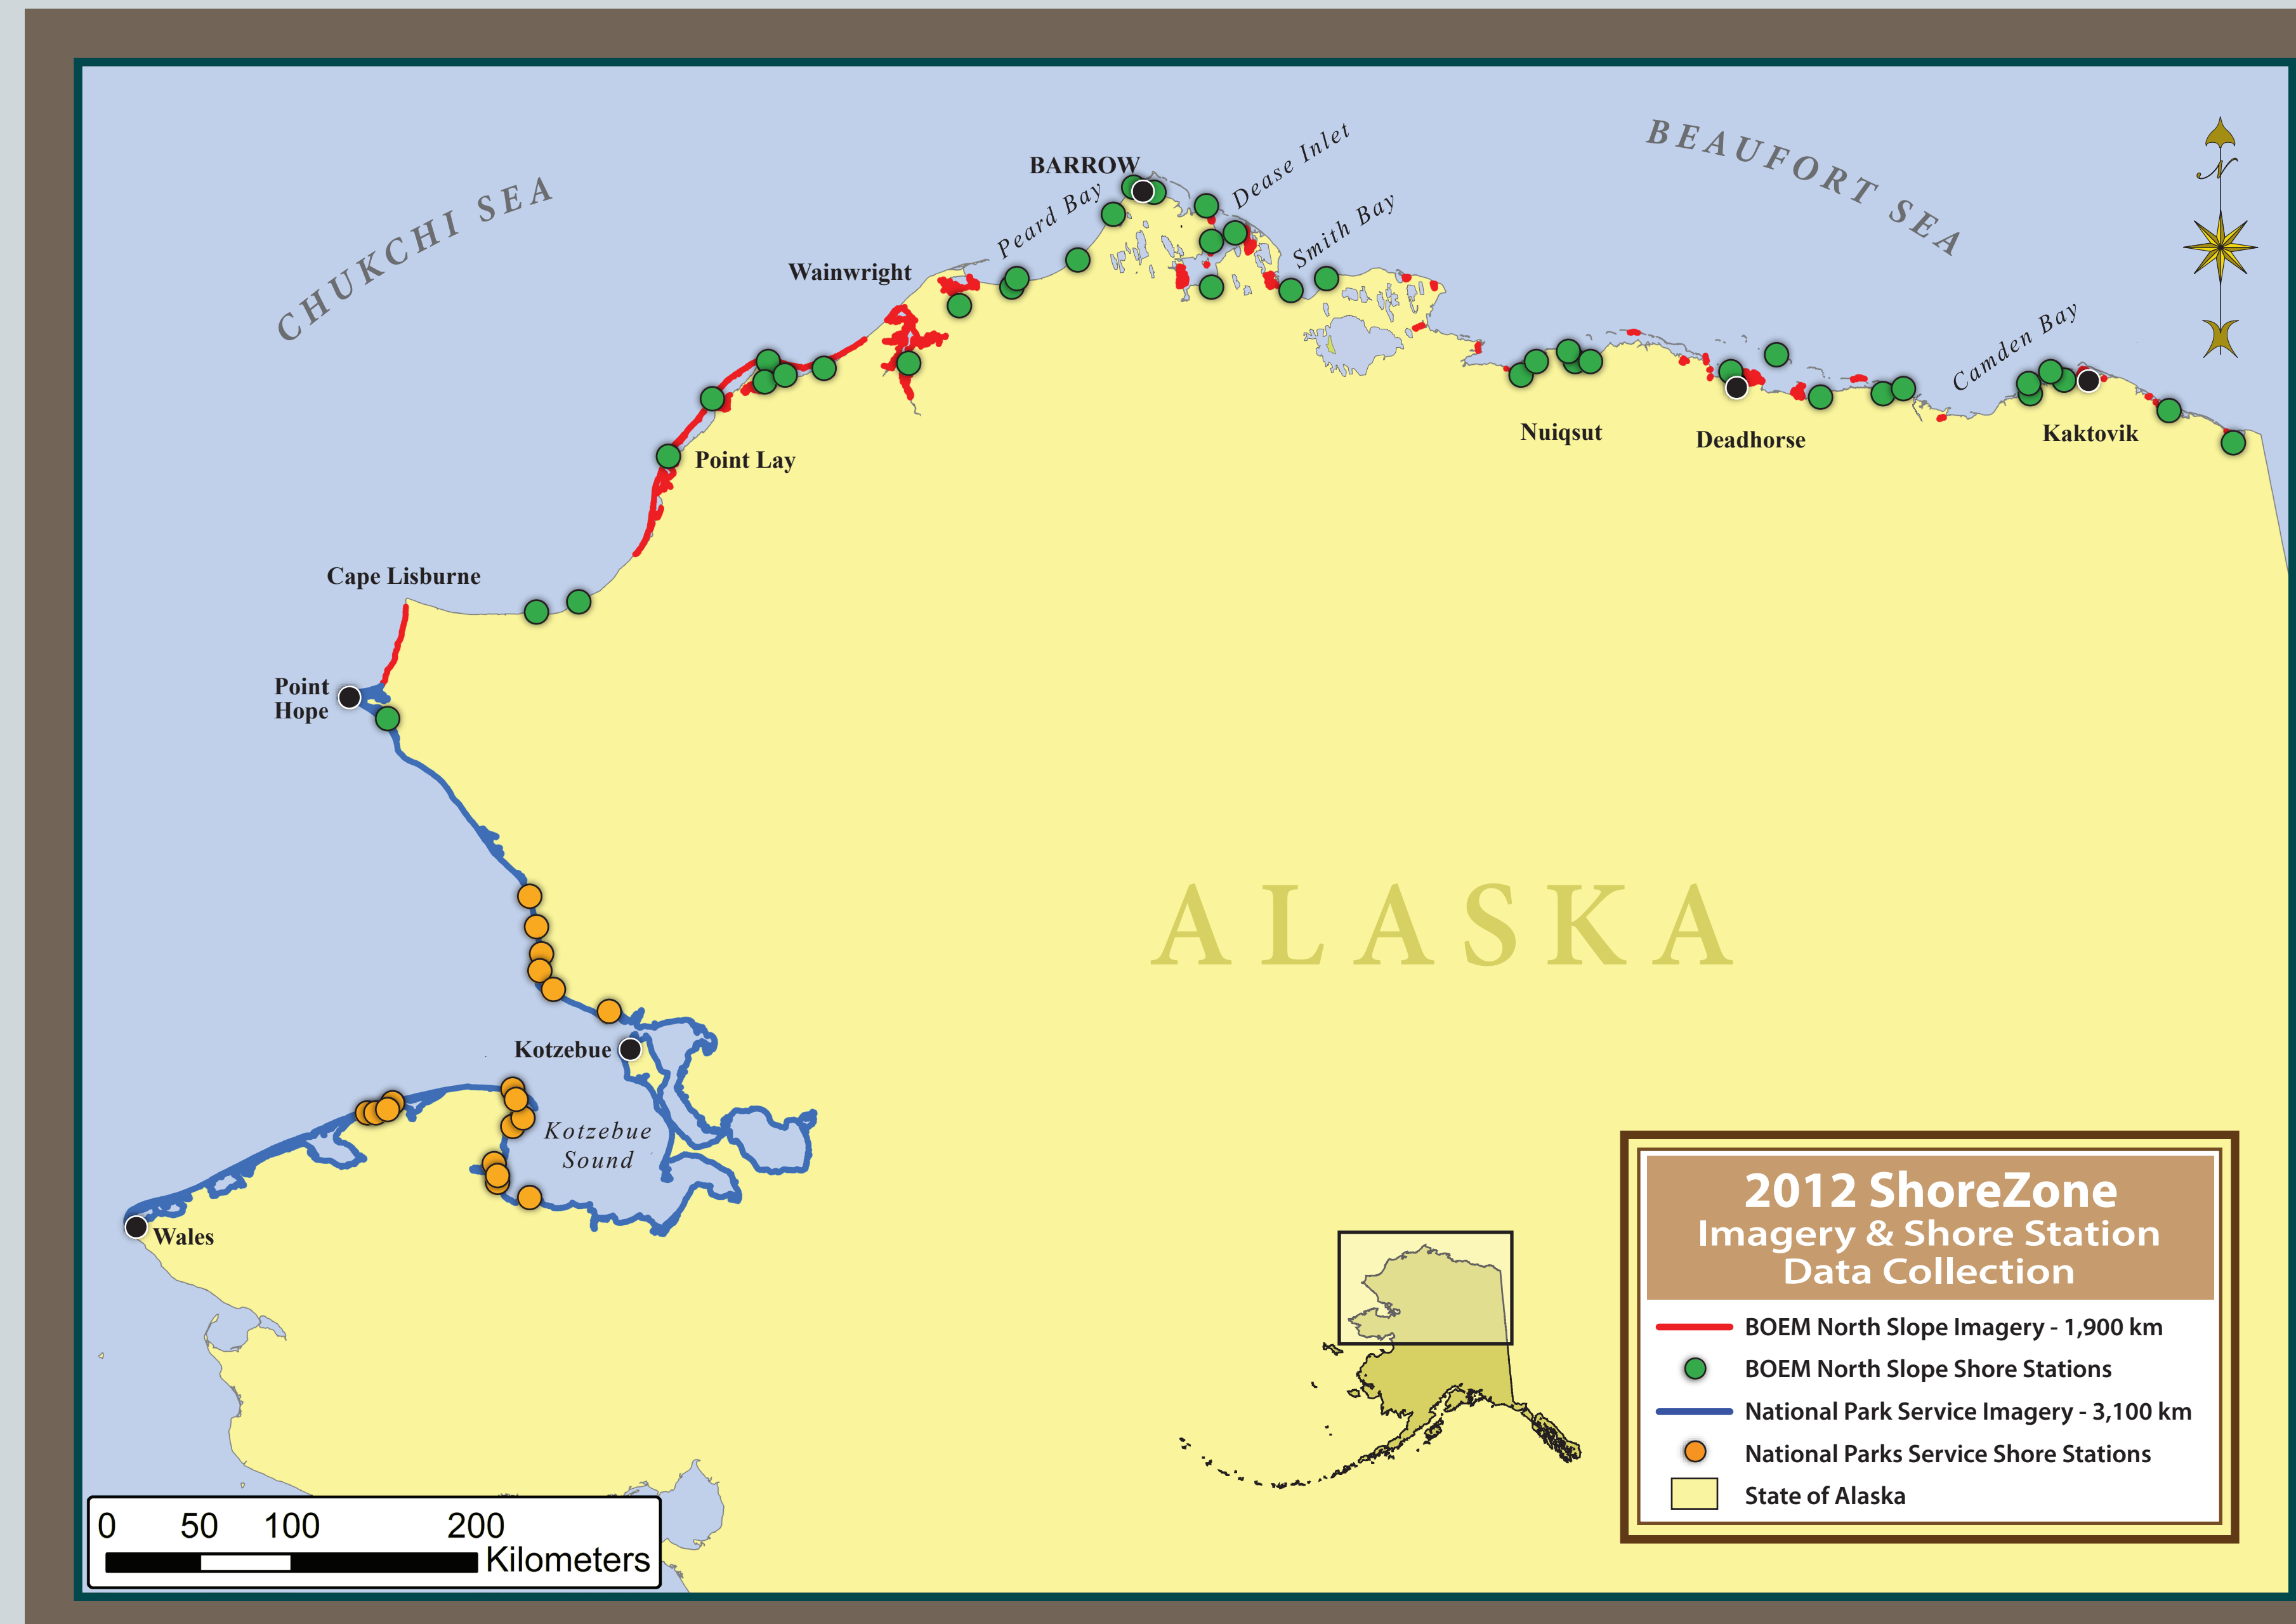 BEAUFORT SEA
CHUKCHI SEA
BARROW
Peard Bay
Dease Inlet
Smith Bay
N
Wainwright
Camden Bay
Point Lay
Nuiqsut
Deadhorse
Kaktovik
Cape Lisburne
Point
Hope
ALASKA
Kotzebue
Kotzebue
Sound
Wales
2012 ShoreZone
Imagery & Shore Station
Data Collection
BOEM North Slope Imagery - 1,900 km
BOEM North Slope Shore Stations
National Park Service Imagery - 3,100 km
National Parks Service Shore Stations
State of Alaska
0 50 100 200
Kilometers